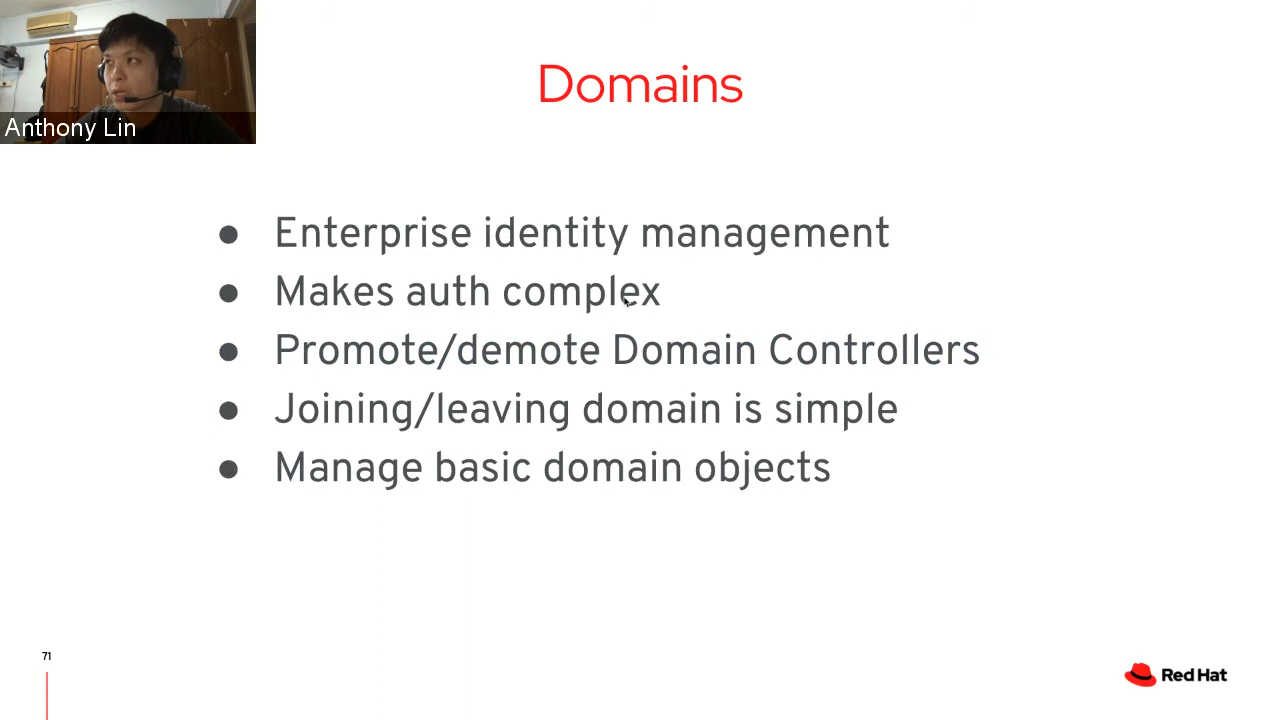 Anthony Lin
Domains
● Enterprise identity management
● Makes auth complex
● Promote/demote Domain Controllers
● Joining/leaving domain is simple
● Manage basic domain objects
71
Red Hat